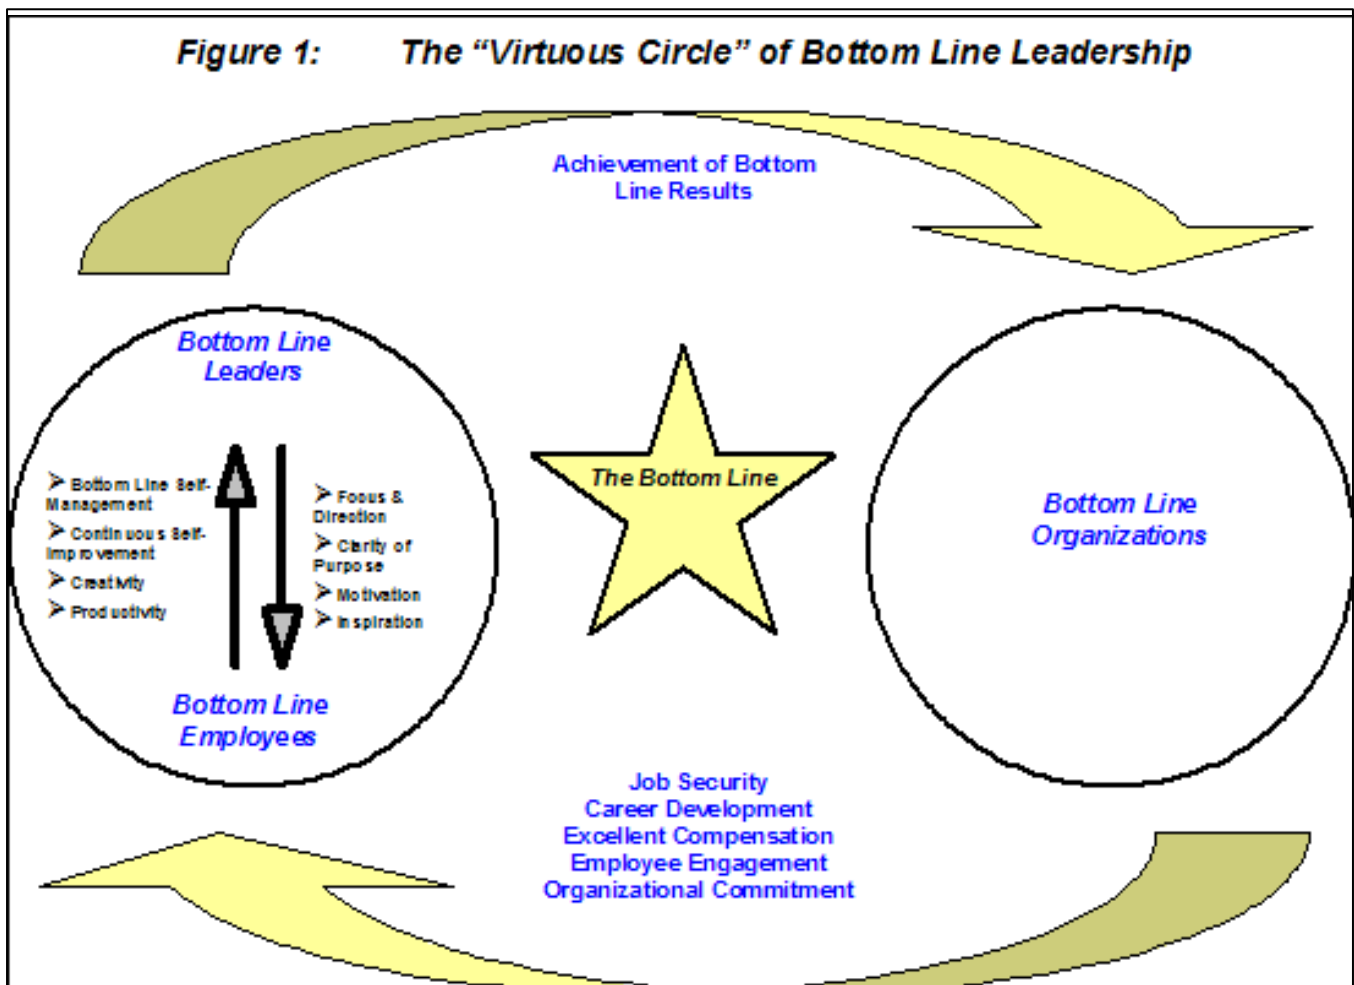 Figure 1: The “Virtuous Circle” of Bottom Line Leadership
Achievement of Bottom
Line Results
Bottom Line
Leaders
➢ Bottom Line Self-
Management
➢ Continuous Self-
Improvement
➢ Creativity
➢ Productivity
➢ Focus &
Direction
➢ Clarity of
Purpose
➢ Motivation
➢ Inspiration
Bottom Line
Employees
The Bottom Line
Bottom Line
Organizations
Job Security
Career Development
Excellent Compensation
Employee Engagement
Organizational Commitment